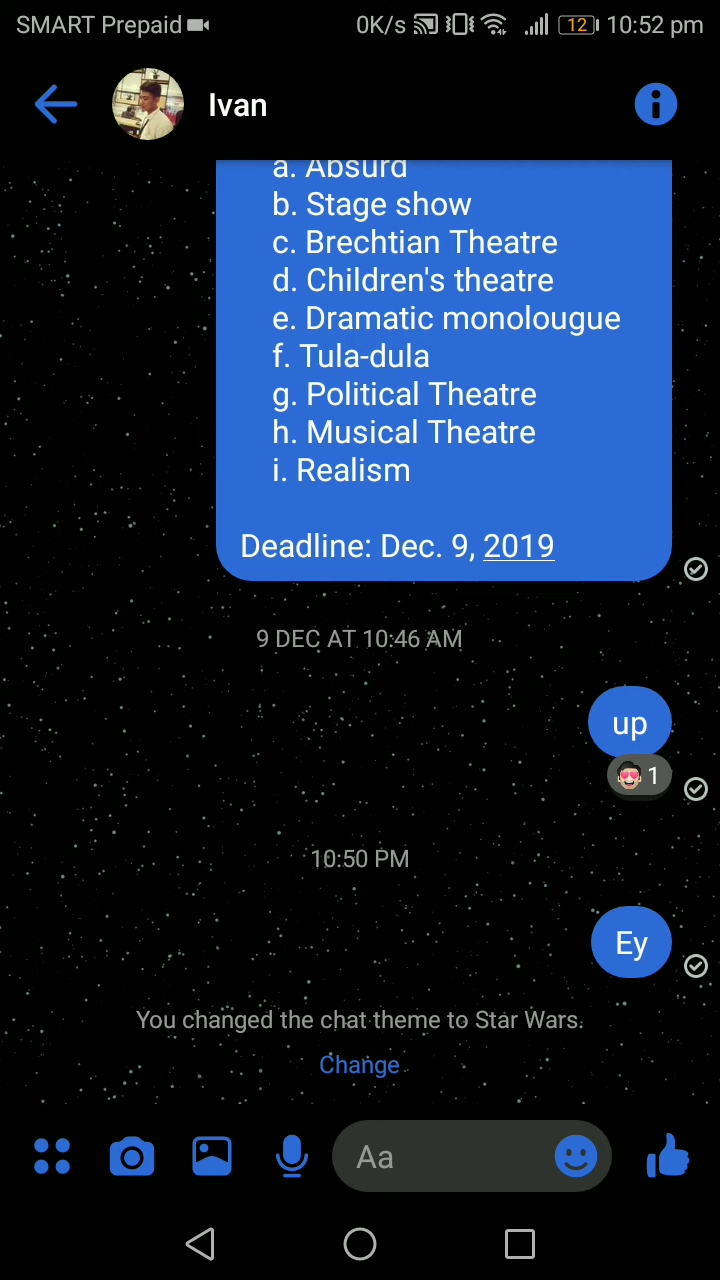 SMART Prepaid 0K/s 12 10:52 pm
Ivan
a. Absurd
b. Stage show
c. Brechtian Theatre
d. Children's theatre
e. Dramatic monolougue
f. Tula-dula
g. Political Theatre
h. Musical Theatre
i. Realism
Deadline: Dec. 9, 2019
9 DEC AT 10:46 AM
up
1
10:50 PM
Ey
You changed the chat theme to Star Wars.
Change
Aa